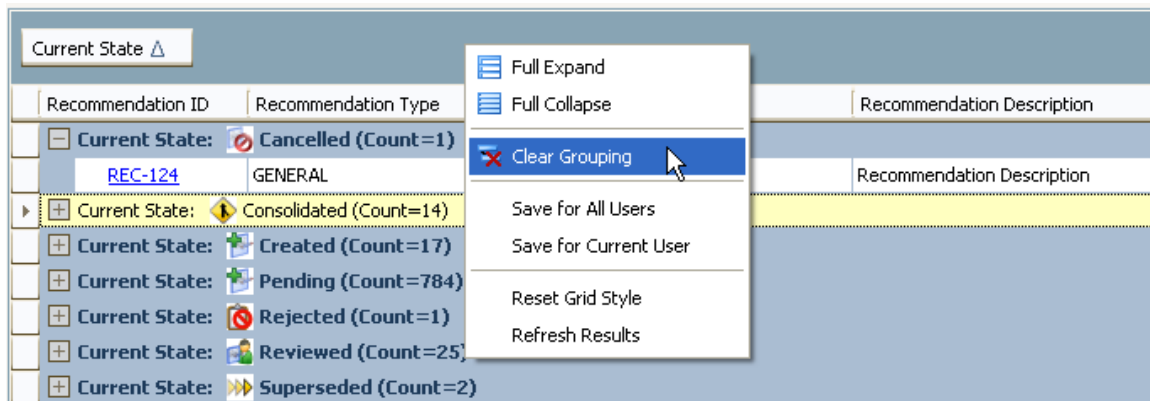 Current State
Full Expand
Full Collapse
Recommendation ID Recommendation Type Recommendation Description
Current State: Cancelled (Count=1)
Clear Grouping
REC-124 GENERAL Recommendation Description
Current State: Consolidated (Count=14)
Save for All Users
Current State: Created (Count=17)
Save for Current User
Current State: Pending (Count=784)
Reset Grid Style
Current State: Rejected (Count=1)
Refresh Results
Current State: Reviewed (Count=25)
Current State: Superseded (Count=2)